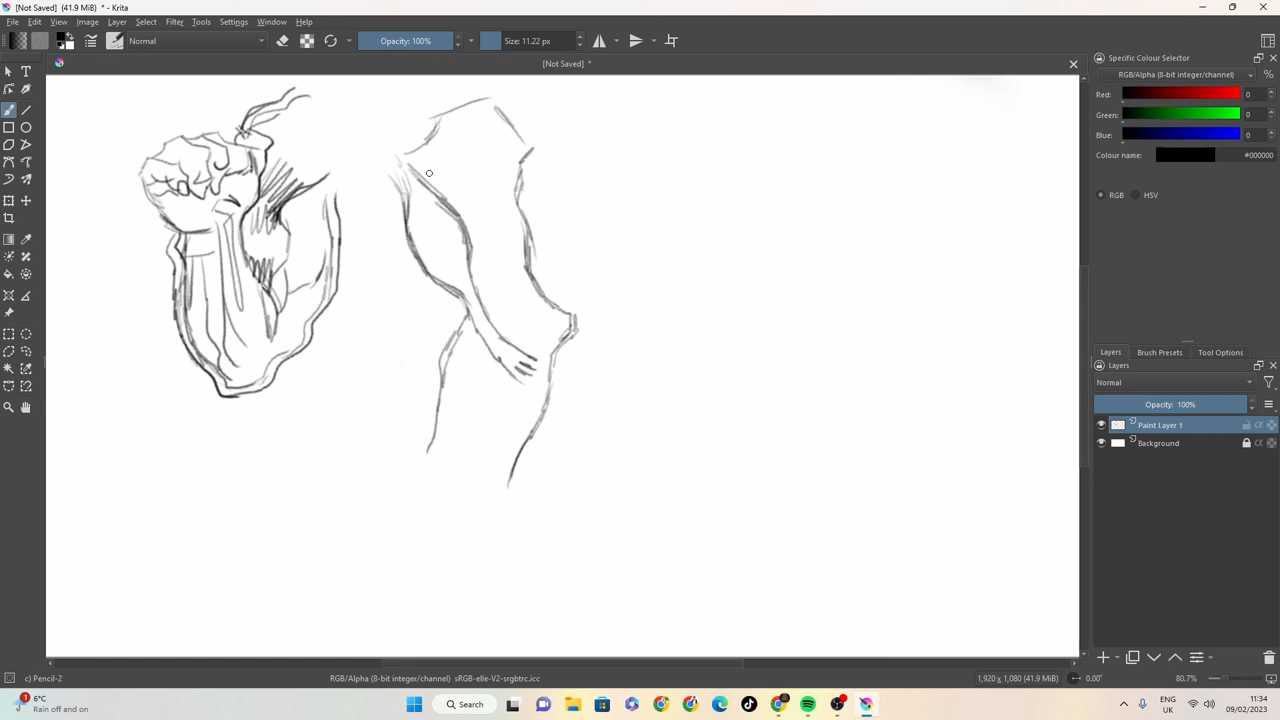 [Not Saved] (41.9 MiB) * - Krita
File Edit View Image Layer Select Filter Tools Settings Window Help
Normal Opacity: 100% Size: 11.22 px
[Not Saved] *
Specific Colour Selector
RGB/Alpha (8-bit integer/channel) %
Red: 0
Green: 0
Blue: 0
Colour name: #000000
RGB HSV
Layers Brush Presets Tool Options
Layers
Normal
Opacity: 100%
Paint Layer 1
Background
(c) Pencil-2 RGB/Alpha (8-bit integer/channel) sRGB-elle-V2-srgbtrc.icc 1,920 x 1,080 (41.9 MiB) 0.00° 80.7%
1 6°C
Rain off and on
Search
ENG
UK
11:34
09/02/2023